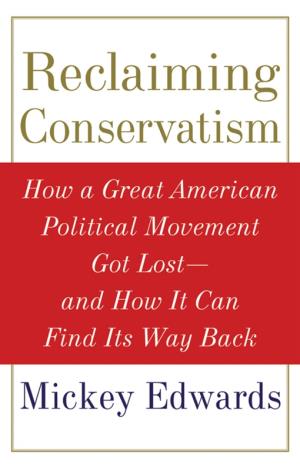 Reclaiming
Conservatism
How a Great American
Political Movement
Got Lost—
and How It Can
Find Its Way Back
Mickey Edwards